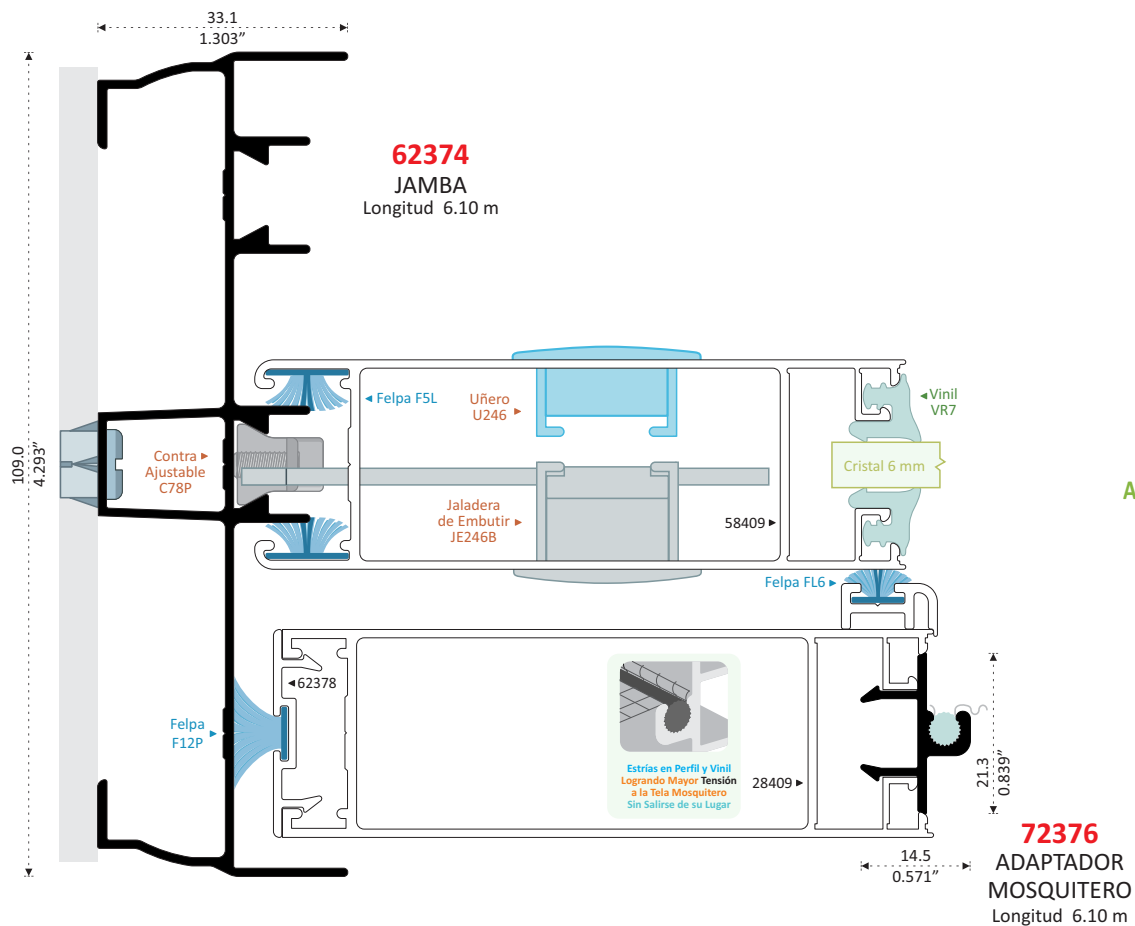 33.1
1.303”
109.0
4.293”
62374
JAMBA
Longitud 6.10 m
Felpa F5L
Uñero
U246
Vinil
VR7
Contra
Ajustable
C78P
Cristal 6 mm
Jaladera
de Embutir
JE246B
58409
A
Felpa FL6
62378
Felpa
F12P
Estrías en Perfil y Vinil
Logrando Mayor Tensión
a la Tela Mosquitero
Sin Salirse de su Lugar
28409
21.3
0.839”
14.5
0.571”
72376
ADAPTADOR
MOSQUITERO
Longitud 6.10 m